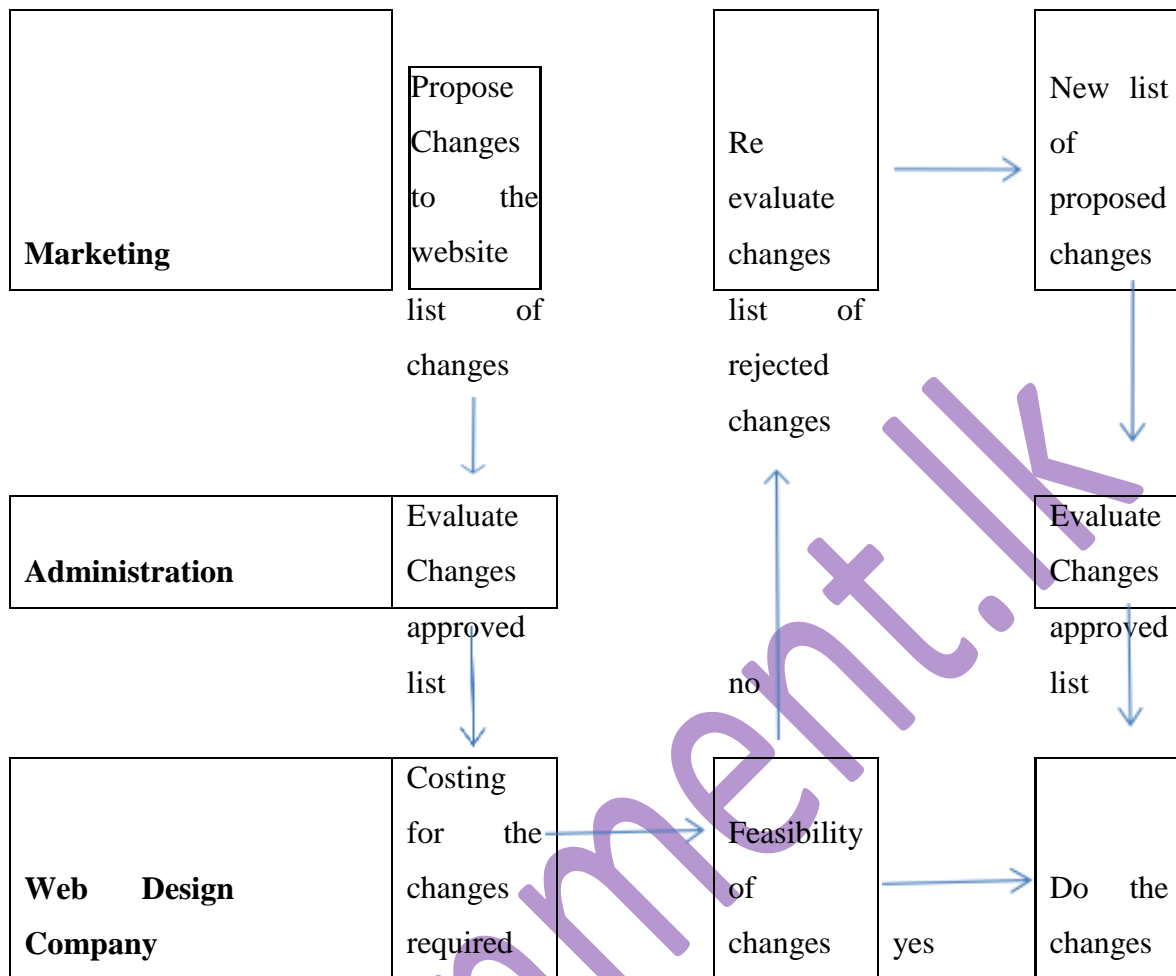 Marketing
Propose
Changes
to the
website
list of
changes
Re
evaluate
changes
list of
rejected
changes
New list
of
proposed
changes
Administration
Evaluate
Changes
approved
list
no
Evaluate
Changes
approved
list
Web Design
Company
Costing
for the
changes
required
Feasibility
of
changes
yes
Do the
changes
ment.lk